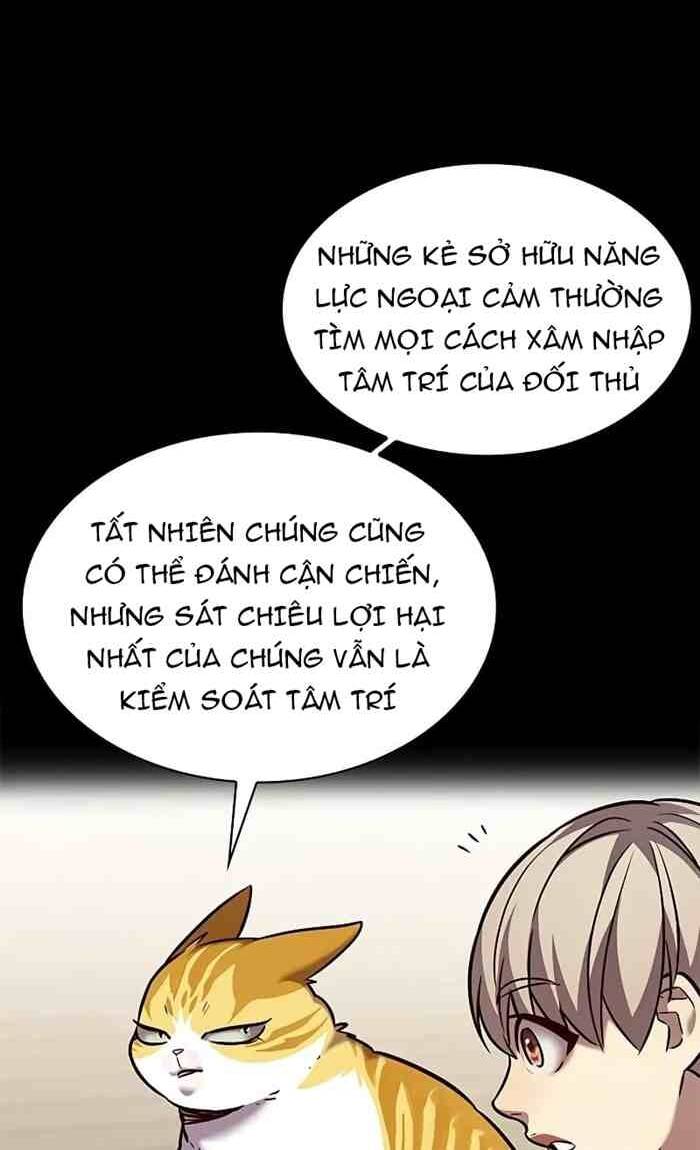 NHỮNG KẺ SỞ HỮU NĂNG
LỰC NGOẠI CẢM THƯỜNG
TÌM MỌI CÁCH XÂM NHẬP
TÂM TRÍ CỦA ĐỐI THỦ
TẤT NHIÊN CHÚNG CŨNG
CÓ THỂ ĐÁNH CẬN CHIẾN,
NHƯNG SÁT CHIÊU LỢI HẠI
NHẤT CỦA CHÚNG VẪN LÀ
KIỂM SOÁT TÂM TRÍ